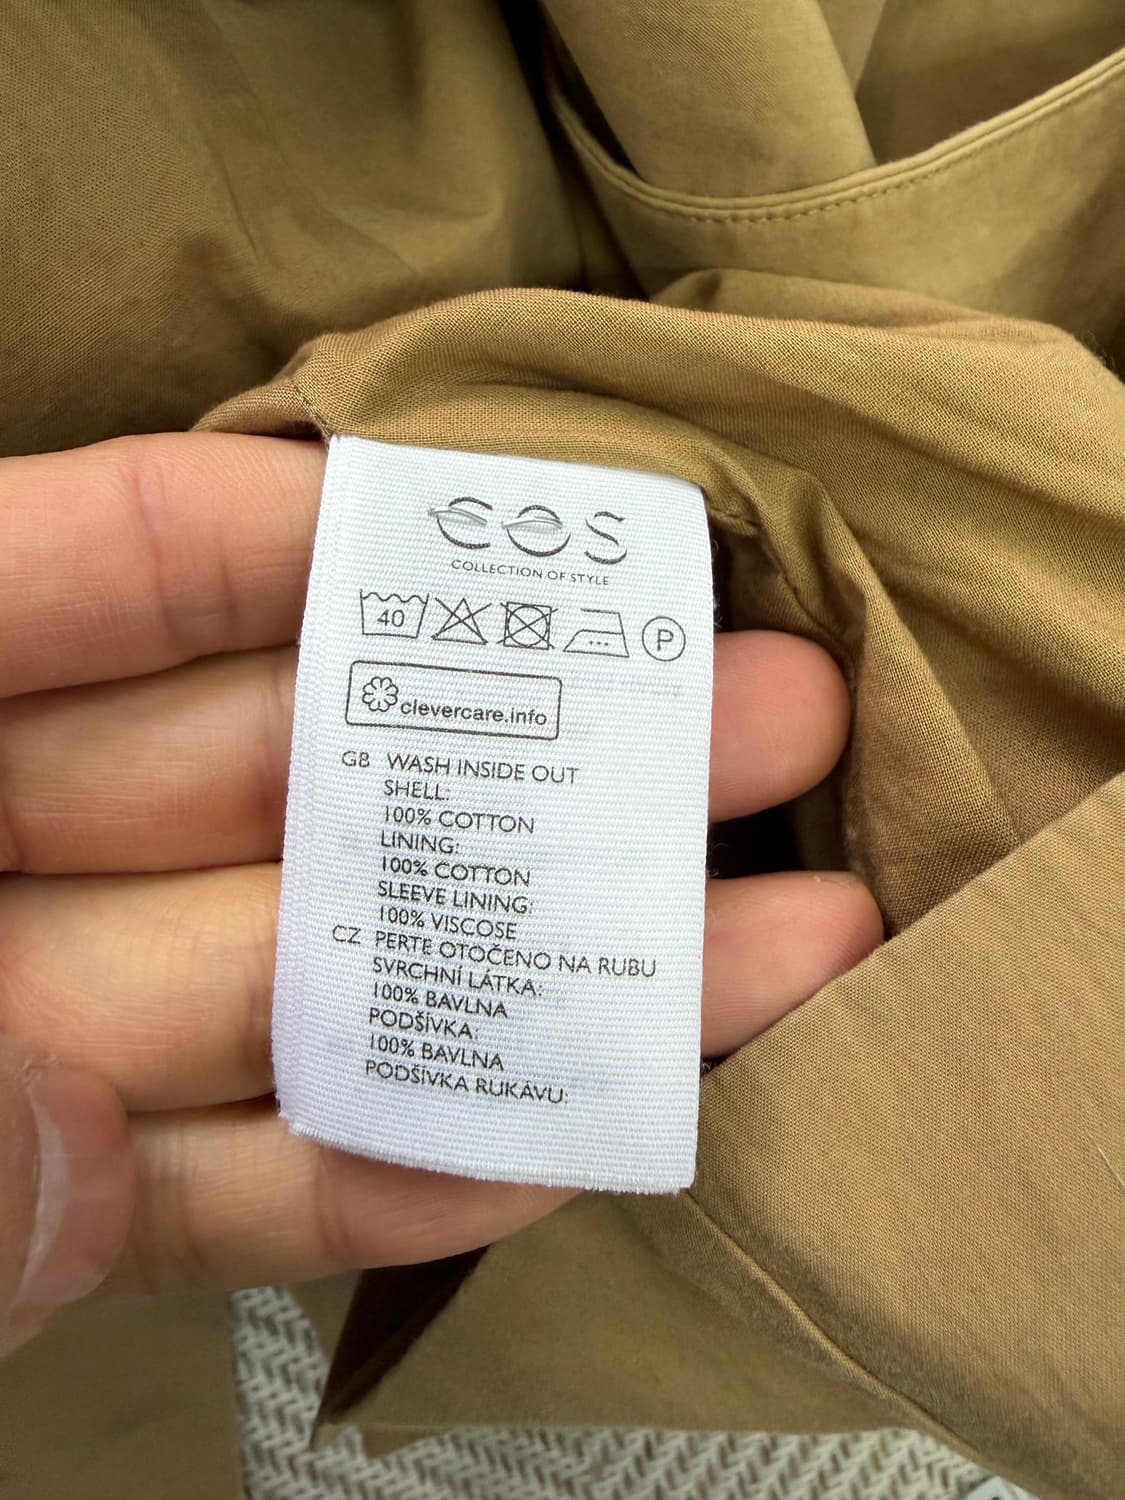 COS
COLLECTION OF STYLE
40 P
clevercare.info
GB WASH INSIDE OUT
SHELL:
100% COTTON
LINING:
100% COTTON
SLEEVE LINING:
100% VISCOSE
CZ PERTE OTOČENO NA RUBU
SVRCHNÍ LÁTKA:
100% BAVLNA
PODŠÍVKA:
100% BAVLNA
PODŠÍVKA RUKÁVU: